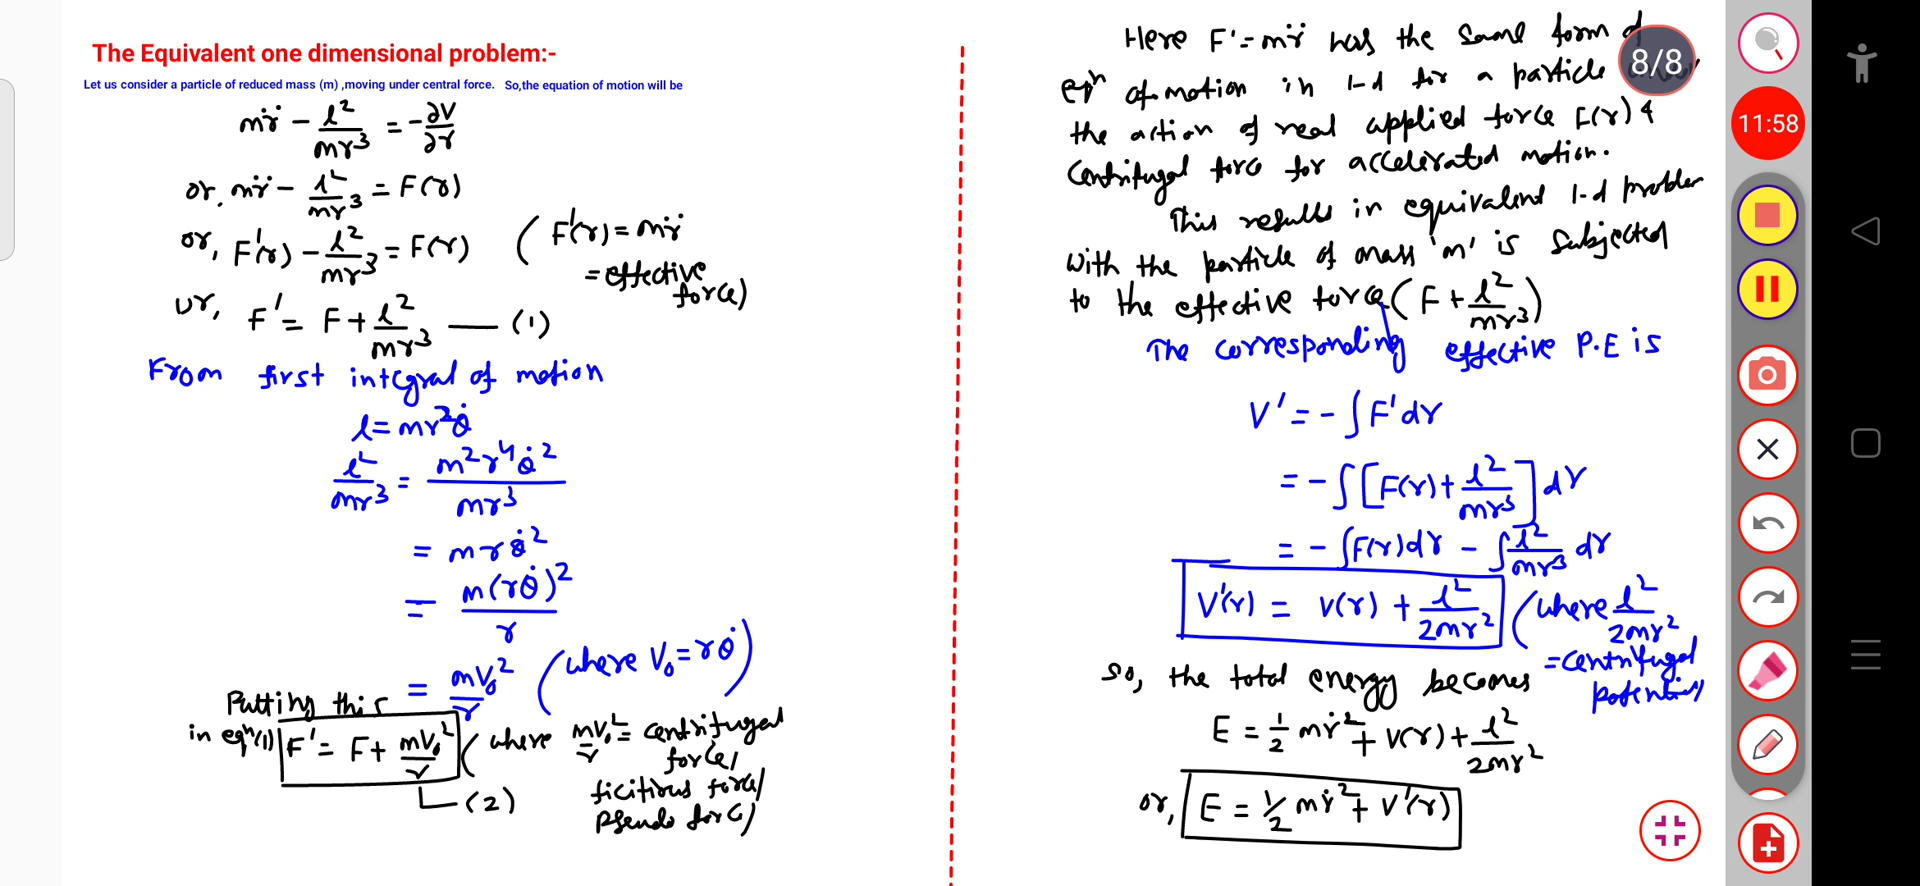 The Equivalent one dimensional problem:-
Let us consider a particle of reduced mass (m) ,moving under central force. So,the equation of motion will be
mr̈ - l²/mr³ = -∂V/∂r
or, mr̈ - l²/mr³ = F(r)
or, F'(r) - l²/mr³ = F(r) (F'(r) = mr̈
= effective
force)
or, F' = F + l²/mr³ — (1)
From first integral of motion
l = mr²θ̇
l²/mr³ = m²r⁴θ̇²/mr³
= mrθ̇²
= m(rθ̇)²/r
= mV₀²/r (where V₀ = rθ̇)
Putting this
in eqⁿ(1) F' = F + mV₀²/r (where mV₀²/r = centrifugal
force/
ficitious force/
Pseudo force)
(2)
Here F' = mr̈ has the same form of
eqⁿ of motion in 1-d for a particle
the action of real applied force F(r) &
Centrifugal force for accelerated motion.
This results in equivalent 1-d problem
with the particle of mass 'm' is subjected
to the effective force (F + l²/mr³)
The corresponding effective P.E is
V' = - ∫F'dr
= - ∫[F(r) + l²/mr³]dr
= - ∫F(r)dr - ∫l²/mr³ dr
V'(r) = V(r) + l²/2mr² (where l²/2mr²
= centrifugal
potential)
So, the total energy becomes
E = ½ mṙ² + V(r) + l²/2mr²
or, E = ½ mṙ² + V'(r)
8/8
11:58